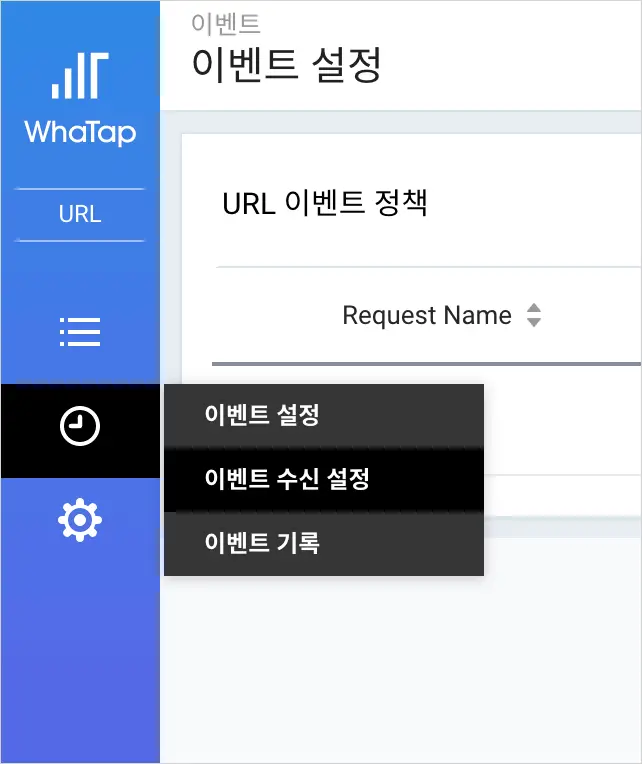 WhaTap
URL
이벤트
이벤트 설정
URL 이벤트 정책
Request Name
이벤트 설정
이벤트 수신 설정
이벤트 기록